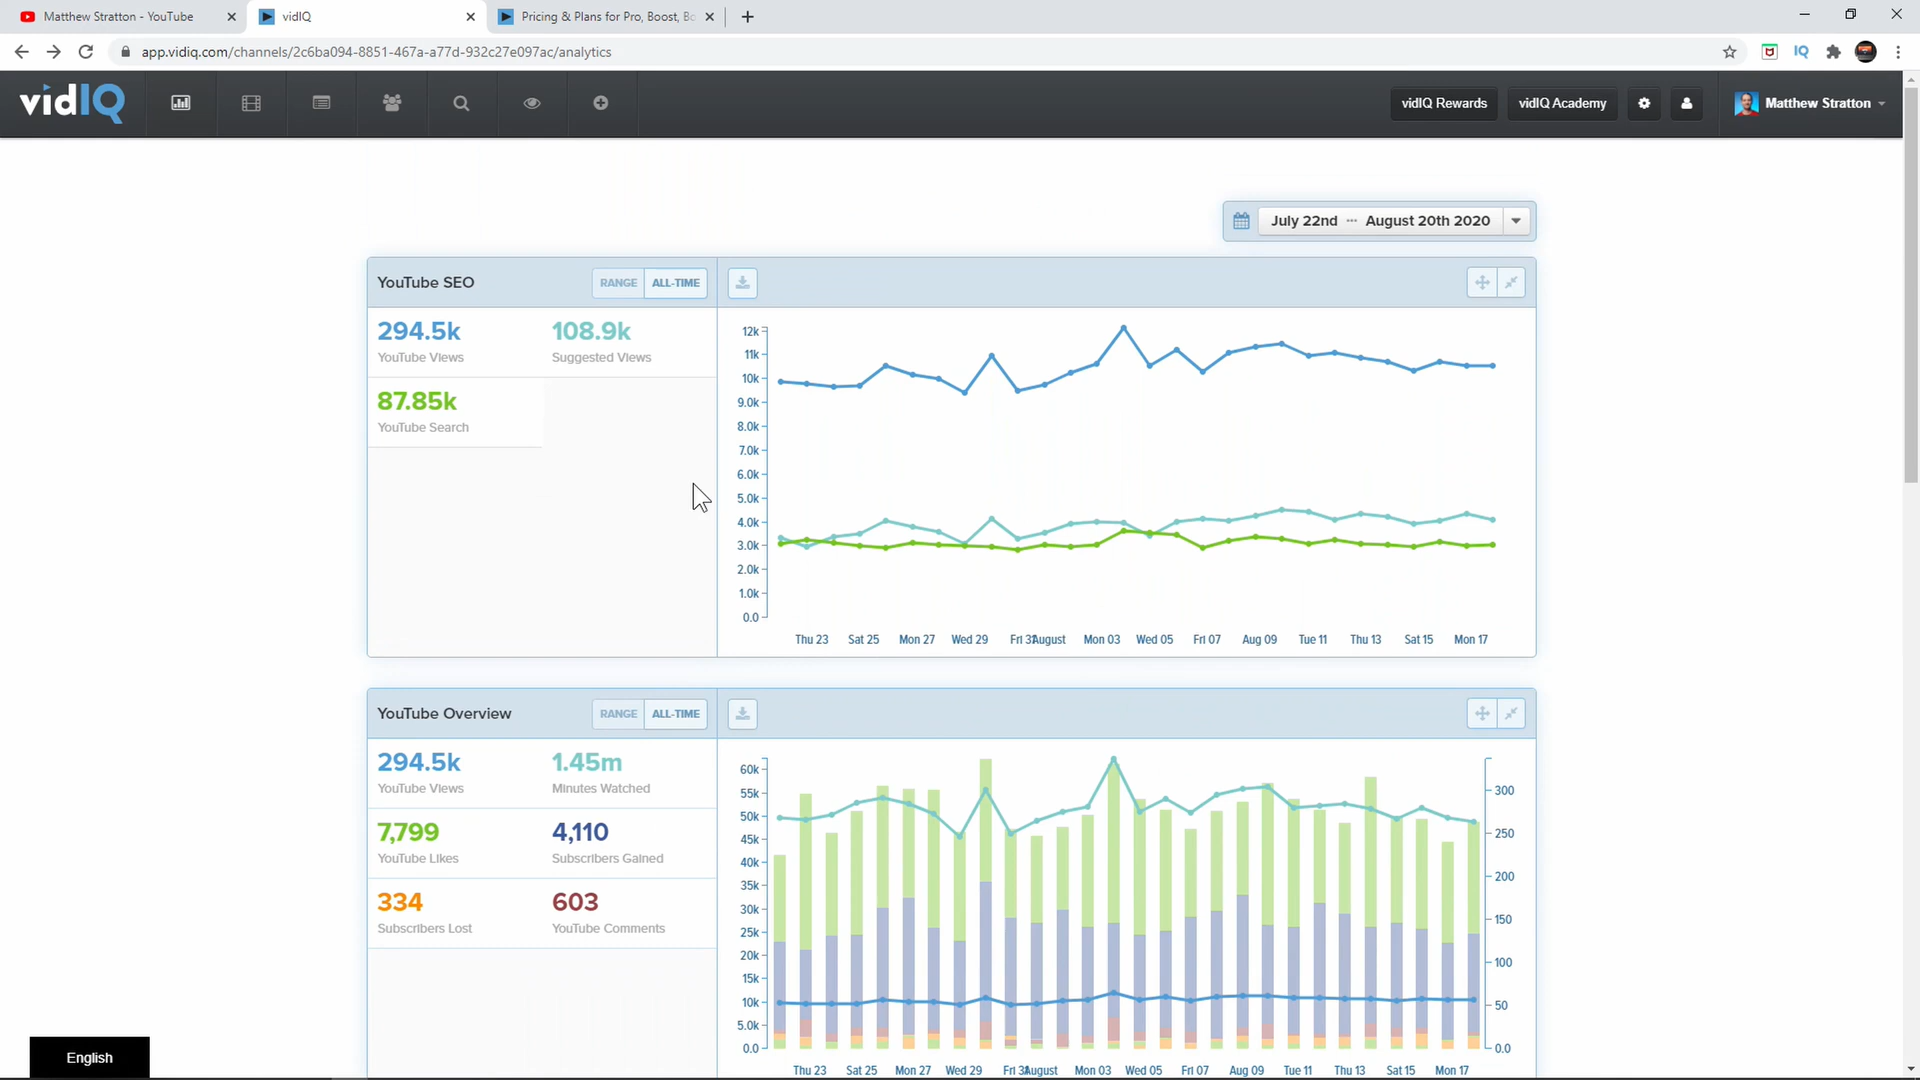 Matthew Stratton - YouTube
vidIQ
Pricing & Plans for Pro, Boost, Bo
app.vidiq.com/channels/2c6ba094-8851-467a-a77d-932c27e097ac/analytics
IQ
vidIQ
vidIQ Rewards
vidIQ Academy
Matthew Stratton
July 22nd --- August 20th 2020
YouTube SEO
RANGE ALL-TIME
294.5k 108.9k
YouTube Views Suggested Views
87.85k
YouTube Search
12k
11k
10k
9.0k
8.0k
7.0k
6.0k
5.0k
4.0k
3.0k
2.0k
1.0k
0.0
Thu 23 Sat 25 Mon 27 Wed 29 Fri 31 August Mon 03 Wed 05 Fri 07 Aug 09 Tue 11 Thu 13 Sat 15 Mon 17
YouTube Overview
RANGE ALL-TIME
294.5k 1.45m
YouTube Views Minutes Watched
7,799 4,110
YouTube Likes Subscribers Gained
334 603
Subscribers Lost YouTube Comments
60k
55k
50k
45k
40k
35k
30k
25k
20k
15k
10k
5.0k
0.0
300
250
200
150
100
50
0.0
Thu 23 Sat 25 Mon 27 Wed 29 Fri 31 August Mon 03 Wed 05 Fri 07 Aug 09 Tue 11 Thu 13 Sat 15 Mon 17
English